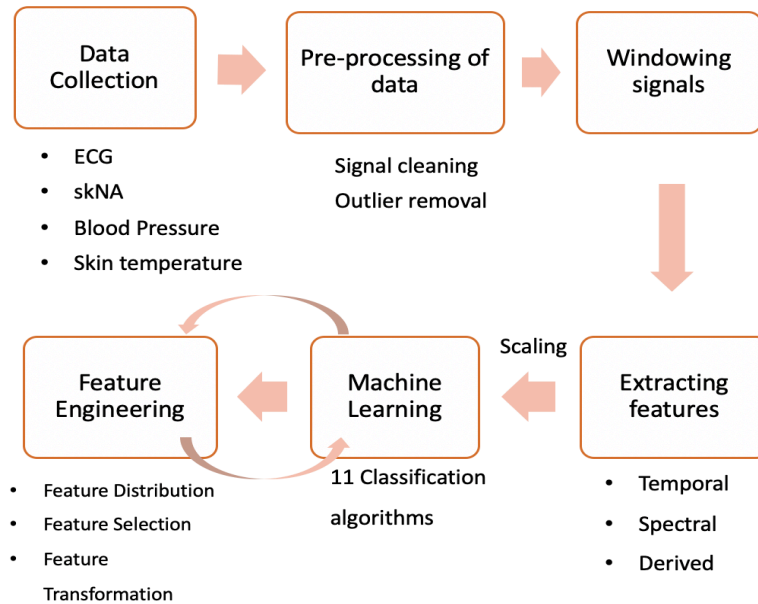 Data
Collection
Pre-processing of
data
Windowing
signals
• ECG
• skNA
• Blood Pressure
• Skin temperature
Signal cleaning
Outlier removal
Feature
Engineering
Machine
Learning
Scaling
Extracting
features
• Feature Distribution
• Feature Selection
• Feature
Transformation
11 Classification
algorithms
• Temporal
• Spectral
• Derived